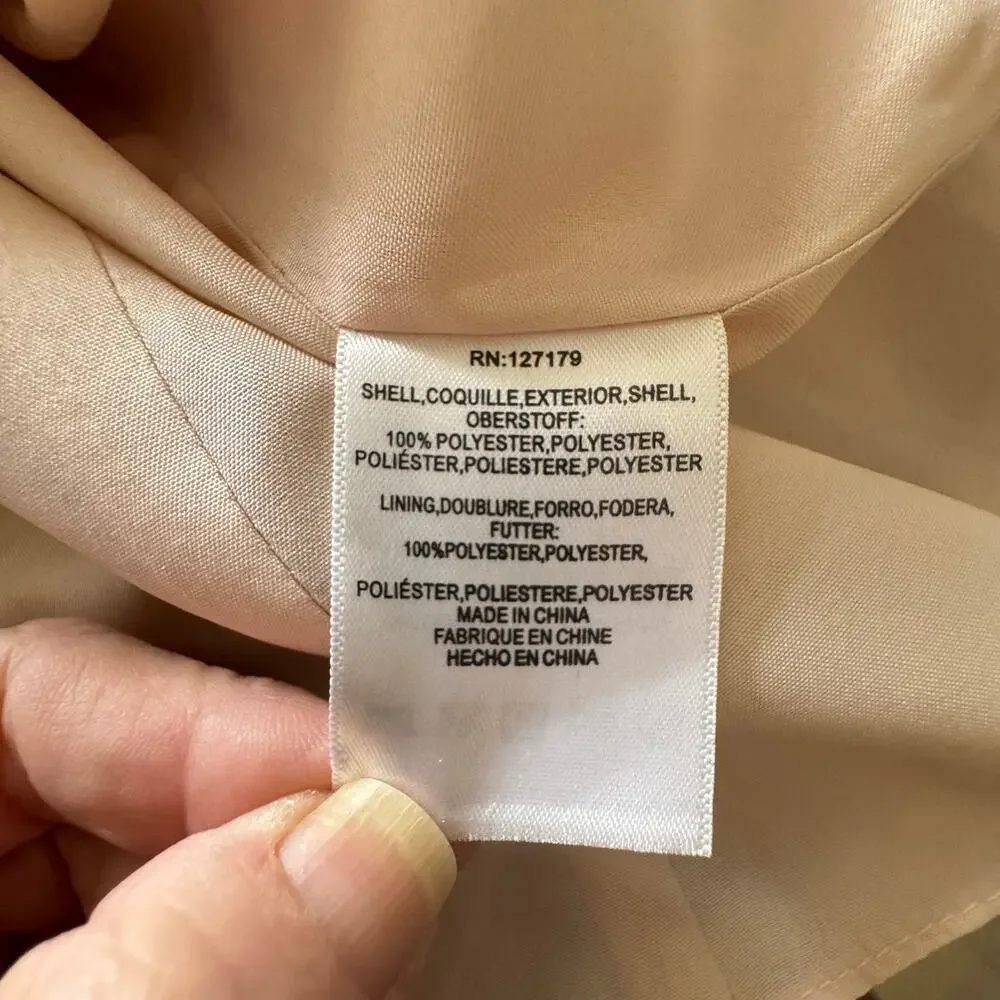 RN:127179
SHELL,COQUILLE,EXTERIOR,SHELL,
OBERSTOFF:
100% POLYESTER,POLYESTER,
POLIÉSTER,POLIESTERE,POLYESTER
LINING,DOUBLURE,FORRO,FODERA,
FUTTER:
100%POLYESTER,POLYESTER,
POLIÉSTER,POLIESTERE,POLYESTER
MADE IN CHINA
FABRIQUE EN CHINE
HECHO EN CHINA